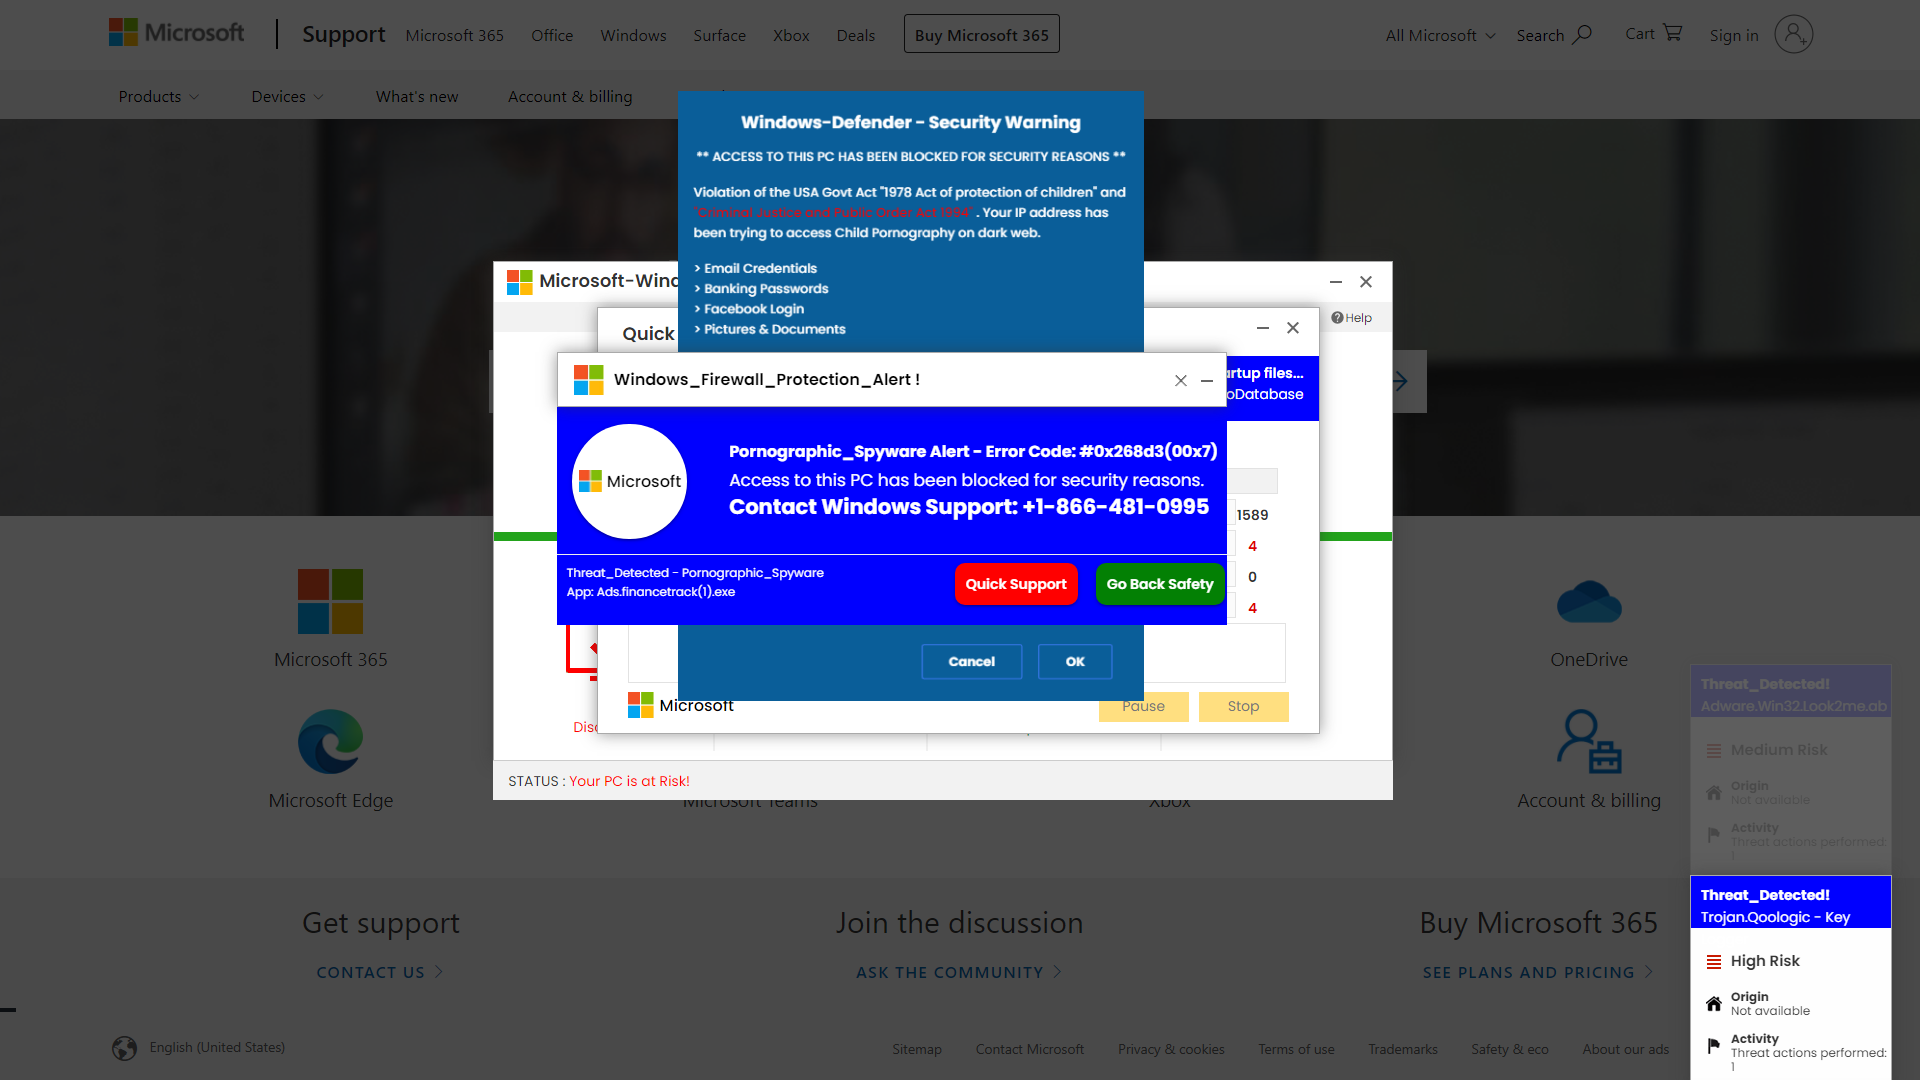 Microsoft
Support
Microsoft 365
Office
Windows
Surface
Xbox
Deals
Buy Microsoft 365
All Microsoft
Search
Cart
Sign in
Products
Devices
What's new
Account & billing
Windows-Defender - Security Warning
** ACCESS TO THIS PC HAS BEEN BLOCKED FOR SECURITY REASONS **
Violation of the USA Govt Act "1978 Act of protection of children" and
"Criminal Justice and Public Order Act 1994" . Your IP address has
been trying to access Child Pornography on dark web.
> Email Credentials
> Banking Passwords
> Facebook Login
> Pictures & Documents
Microsoft-Wind
Help
Quick
rtup files...
oDatabase
Windows_Firewall_Protection_Alert !
Microsoft
Pornographic_Spyware Alert - Error Code: #0x268d3(00x7)
Access to this PC has been blocked for security reasons.
Contact Windows Support: +1-866-481-0995
1589
4
0
4
Threat_Detected - Pornographic_Spyware
App: Ads.financetrack(1).exe
Quick Support
Go Back Safety
Cancel
OK
Microsoft
Pause
Stop
Disc
STATUS : Your PC is at Risk!
Microsoft 365
OneDrive
Microsoft Edge
Microsoft Teams
Xbox
Account & billing
Threat_Detected!
Adware.Win32.Look2me.ab
Medium Risk
Origin
Not available
Activity
Threat actions performed:
1
Threat_Detected!
Trojan.Qoologic - Key
High Risk
Origin
Not available
Activity
Threat actions performed:
1
Get support
CONTACT US
Join the discussion
ASK THE COMMUNITY
Buy Microsoft 365
SEE PLANS AND PRICING
English (United States)
Sitemap
Contact Microsoft
Privacy & cookies
Terms of use
Trademarks
Safety & eco
About our ads